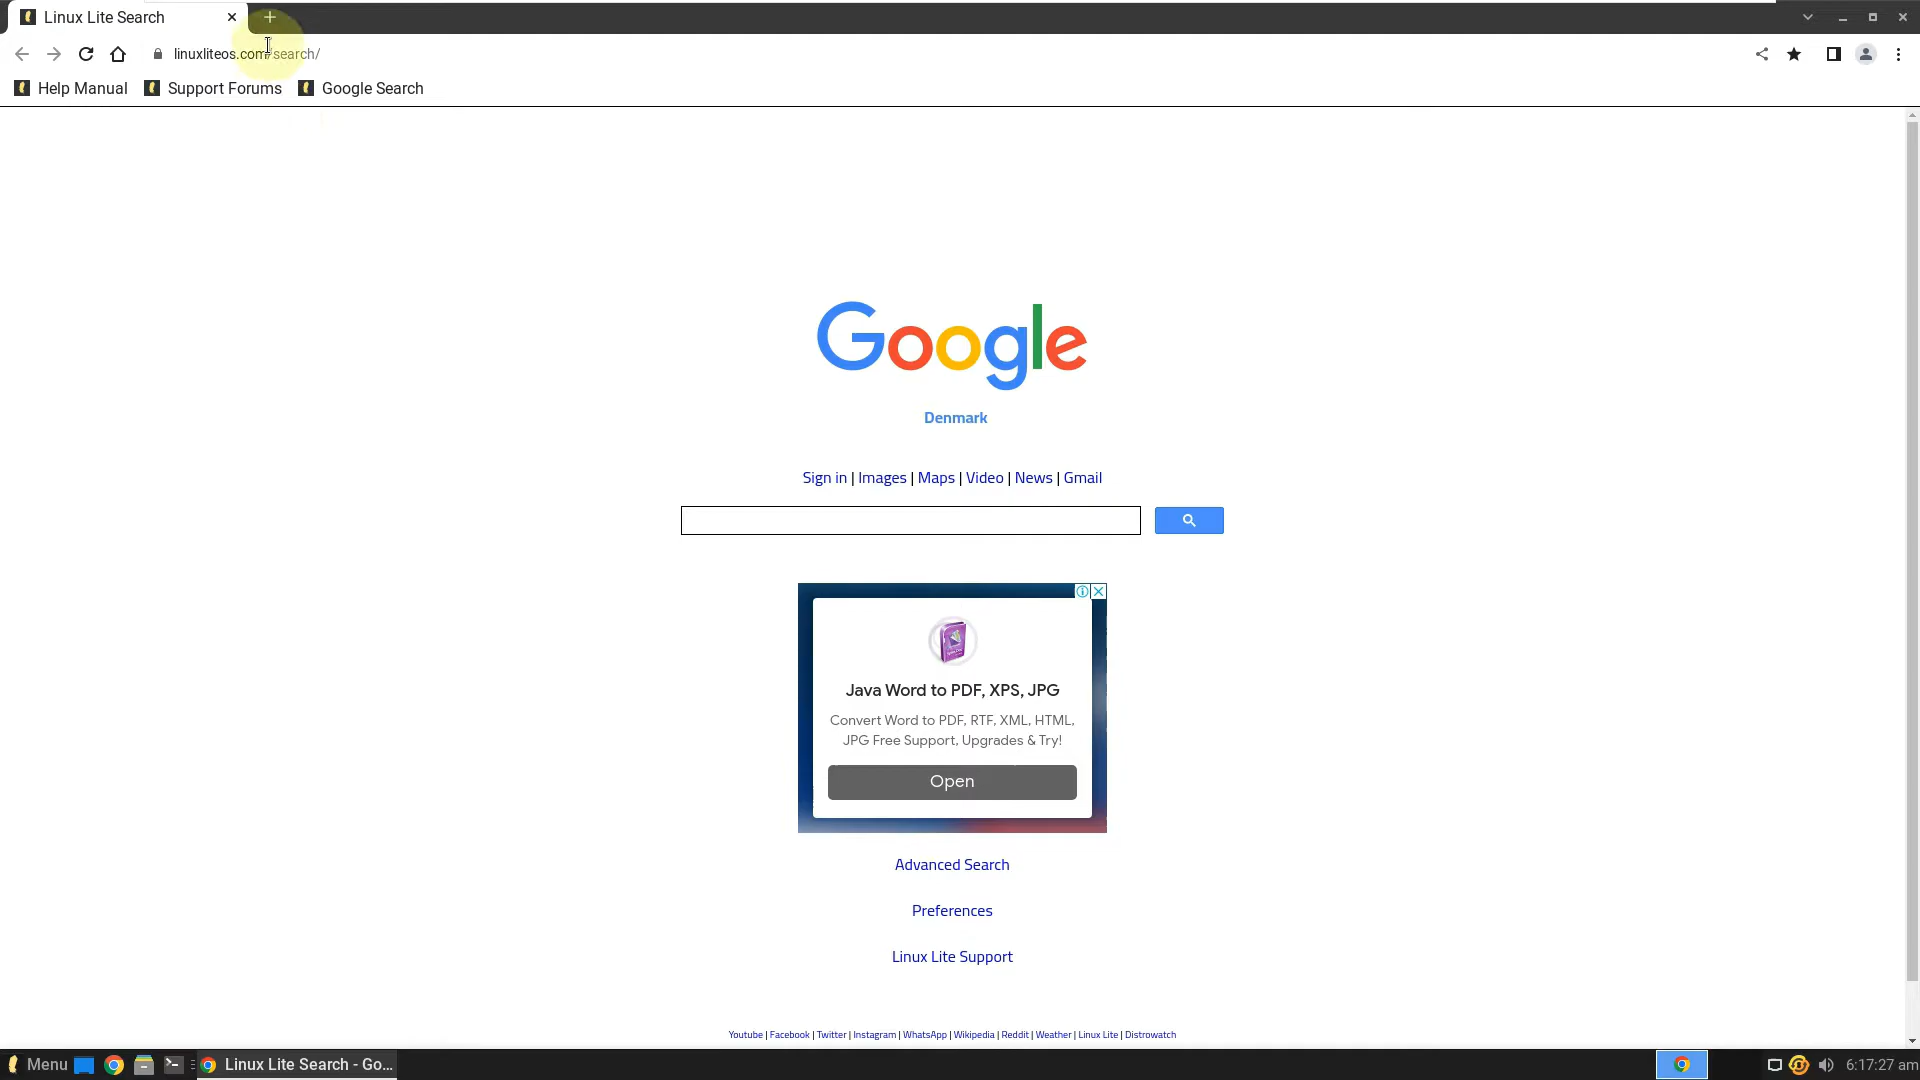 Linux Lite Search
linuxliteos.com/search/
Help Manual Support Forums Google Search
Google
Denmark
Sign in | Images | Maps | Video | News | Gmail
Java Word to PDF, XPS, JPG
Convert Word to PDF, RTF, XML, HTML,
JPG Free Support, Upgrades & Try!
Open
Advanced Search
Preferences
Linux Lite Support
Youtube | Facebook | Twitter | Instagram | WhatsApp | Wikipedia | Reddit | Weather | Linux Lite | Distrowatch
Menu Linux Lite Search - Go... 6:17:27 am